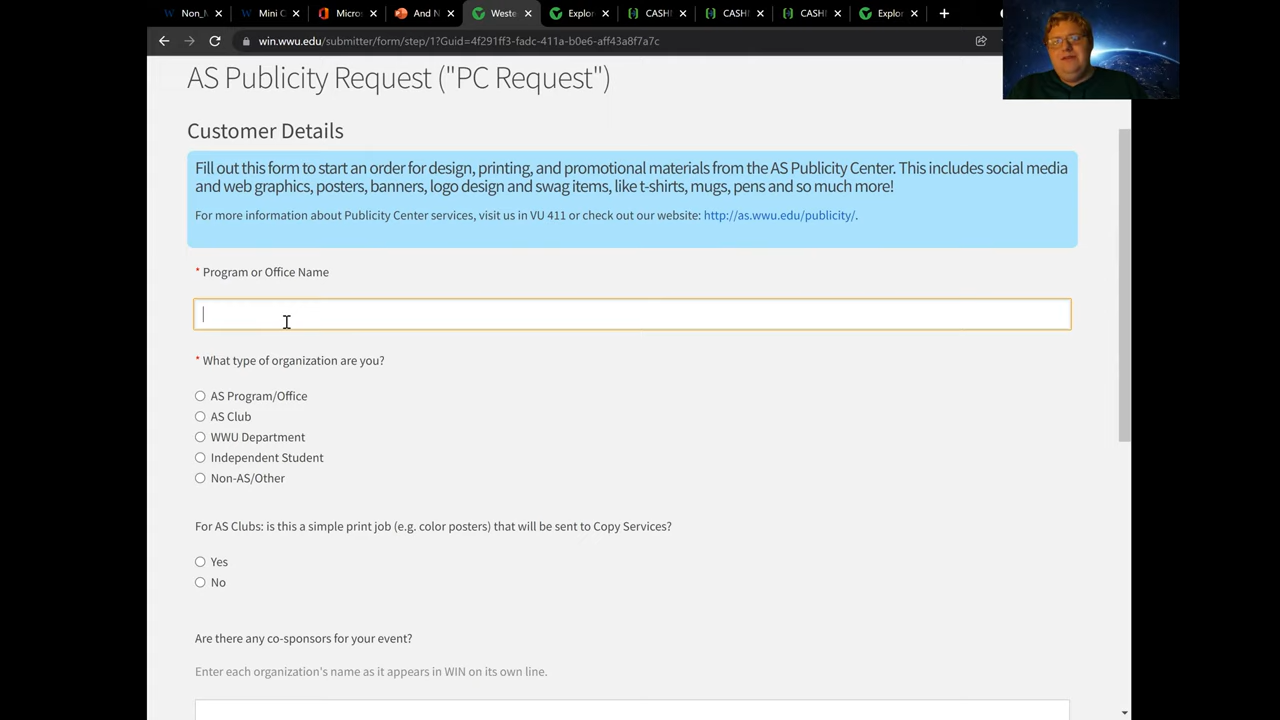 Non_M
Mini C
Micros
And N
Weste
Explor
CASHN
CASHN
CASHN
Explor
win.wwu.edu/submitter/form/step/1?Guid=4f291ff3-fadc-411a-b0e6-aff43a8f7a7c
AS Publicity Request ("PC Request")
Customer Details
Fill out this form to start an order for design, printing, and promotional materials from the AS Publicity Center. This includes social media
and web graphics, posters, banners, logo design and swag items, like t-shirts, mugs, pens and so much more!
For more information about Publicity Center services, visit us in VU 411 or check out our website: http://as.wwu.edu/publicity/.
* Program or Office Name
* What type of organization are you?
AS Program/Office
AS Club
WWU Department
Independent Student
Non-AS/Other
For AS Clubs: is this a simple print job (e.g. color posters) that will be sent to Copy Services?
Yes
No
Are there any co-sponsors for your event?
Enter each organization's name as it appears in WIN on its own line.